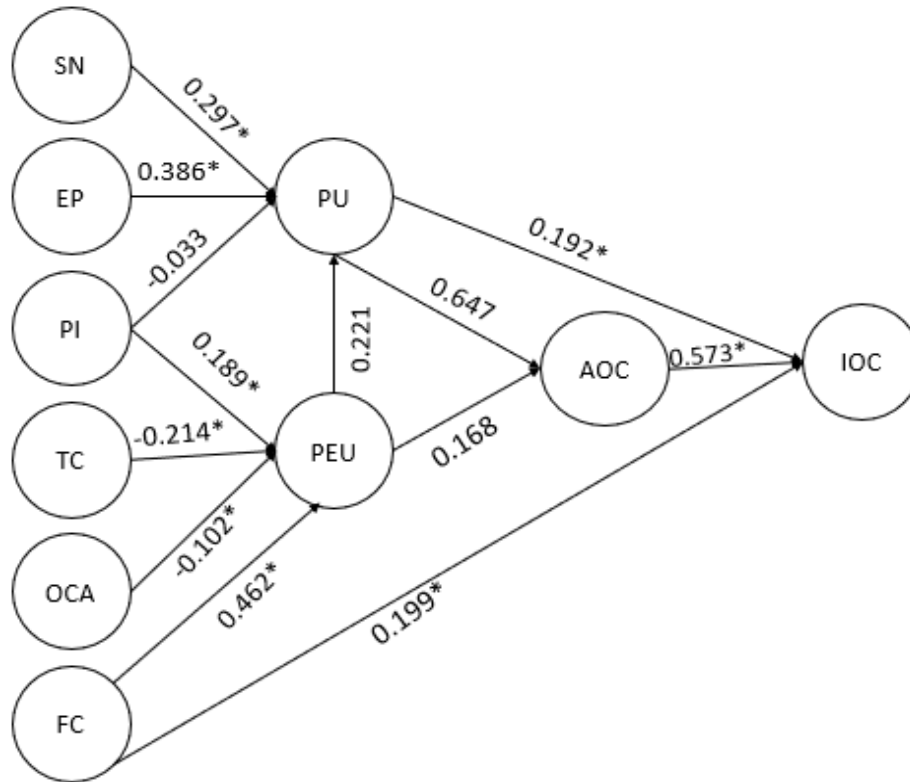 SN
0.297*
EP
0.386*
PU
-0.033
0.192*
PI
0.189*
0.221
0.647
AOC
0.573*
IOC
TC
-0.214*
PEU
0.168
OCA
-0.102*
0.462*
0.199*
FC